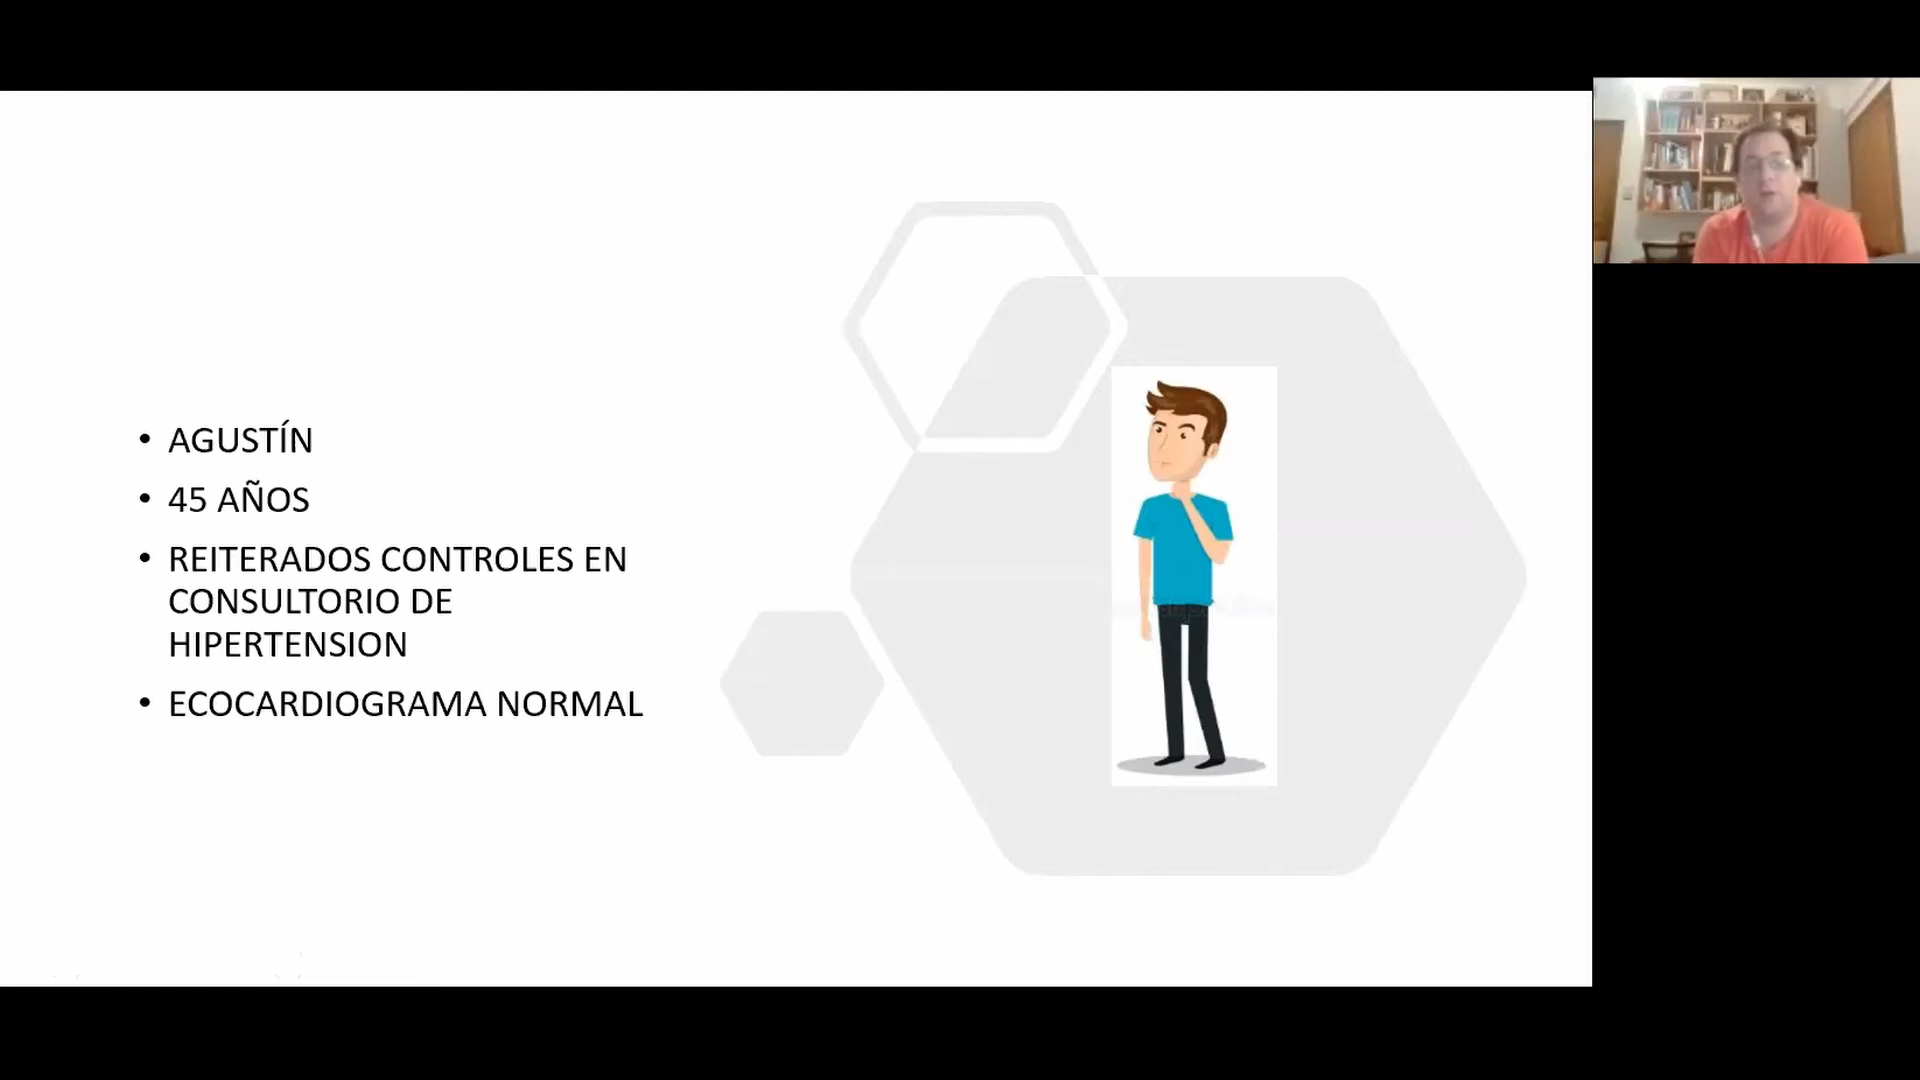 • AGUSTÍN
• 45 AÑOS
• REITERADOS CONTROLES EN
CONSULTORIO DE
HIPERTENSION
• ECOCARDIOGRAMA NORMAL